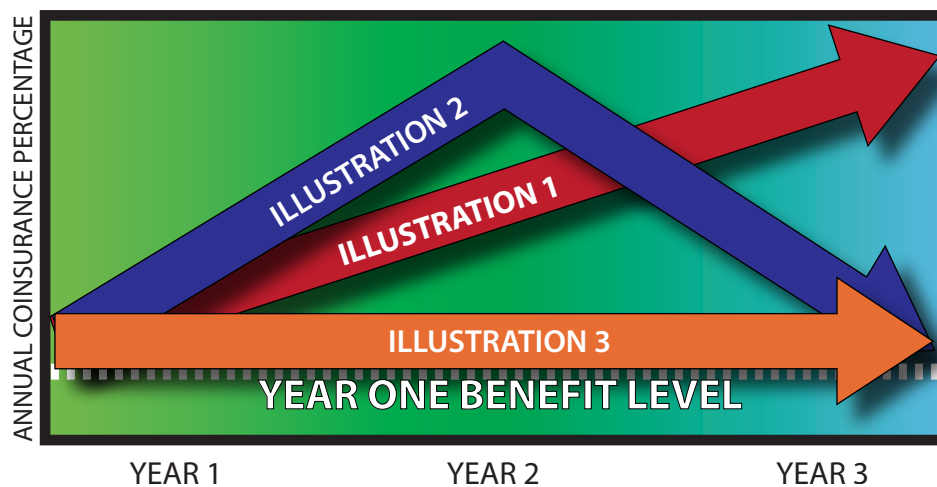 ANNUAL COINSURANCE PERCENTAGE
ILLUSTRATION 2
ILLUSTRATION 1
ILLUSTRATION 3
YEAR ONE BENEFIT LEVEL
YEAR 1
YEAR 2
YEAR 3